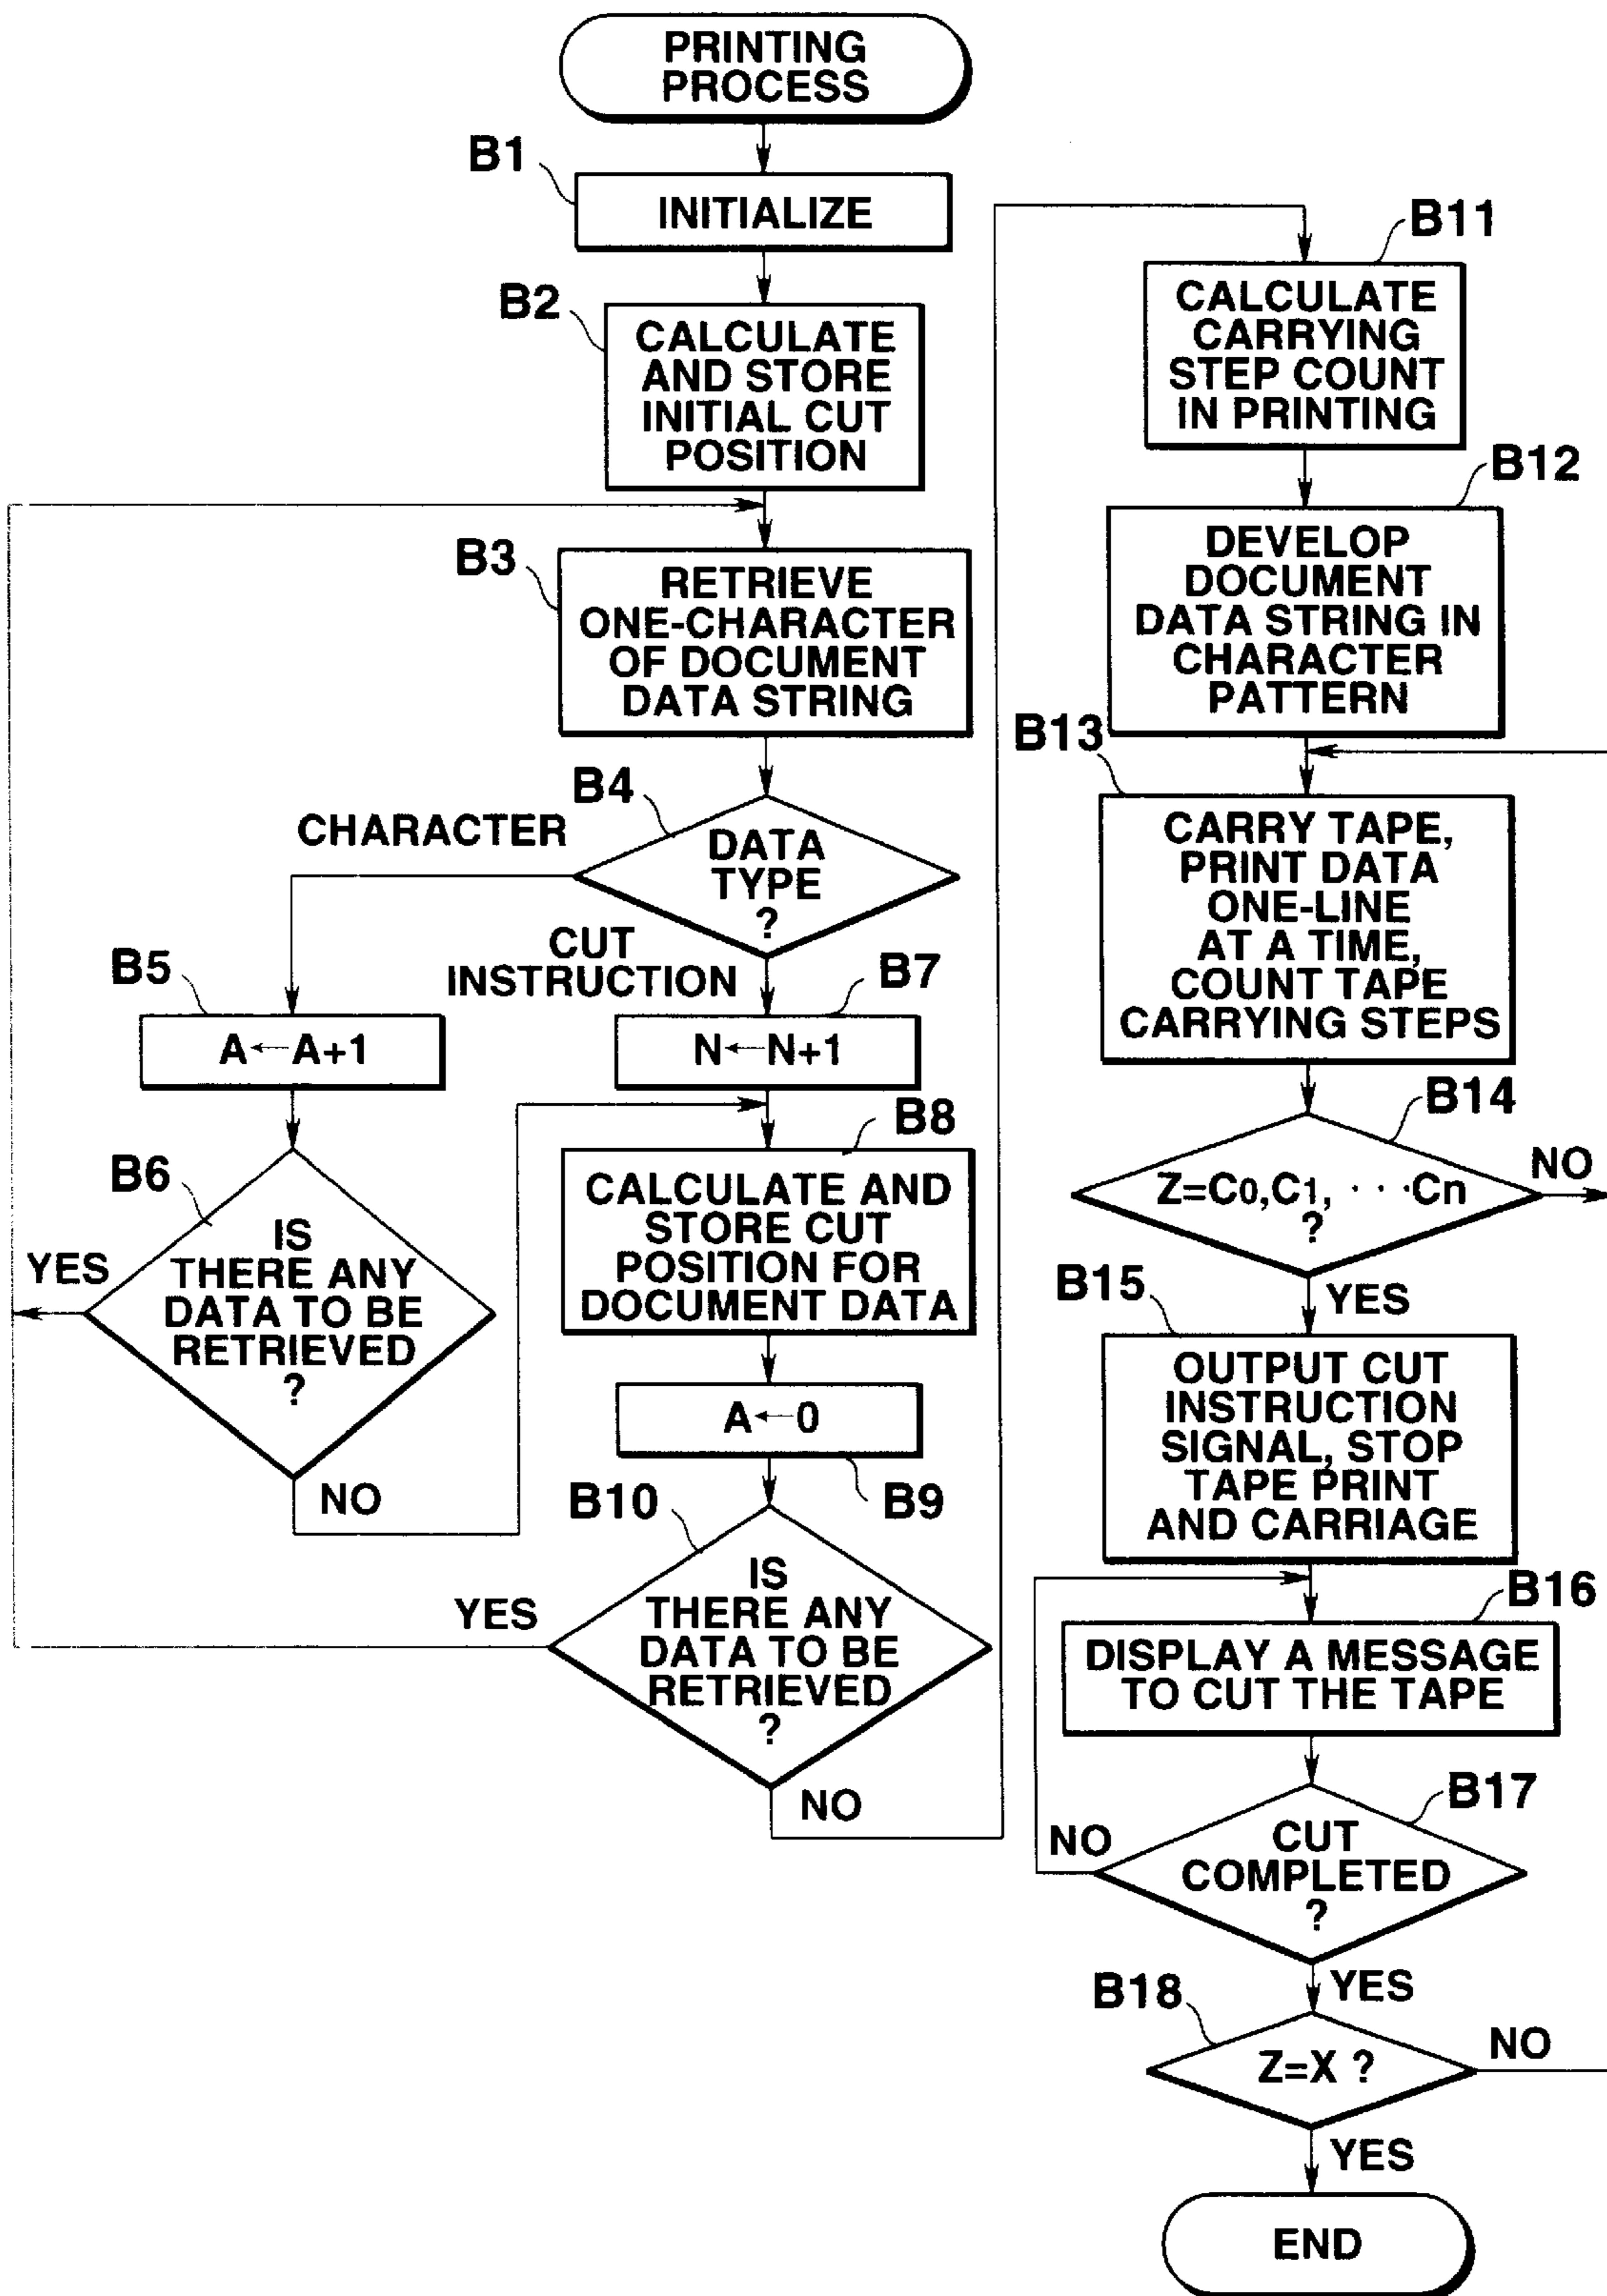 PRINTING
PROCESS
B1
INITIALIZE
B2
CALCULATE
AND STORE
INITIAL CUT
POSITION
B3
RETRIEVE
ONE-CHARACTER
OF DOCUMENT
DATA STRING
B4
CHARACTER
DATA
TYPE
?
CUT
INSTRUCTION
B5
A←A+1
B7
N←N+1
B6
IS
THERE ANY
DATA TO BE
RETRIEVED
?
YES
NO
B8
CALCULATE AND
STORE CUT
POSITION FOR
DOCUMENT DATA
A←0
B9
B10
IS
THERE ANY
DATA TO BE
RETRIEVED
?
YES
NO
B11
CALCULATE
CARRYING
STEP COUNT
IN PRINTING
B12
DEVELOP
DOCUMENT
DATA STRING IN
CHARACTER
PATTERN
B13
CARRY TAPE,
PRINT DATA
ONE-LINE
AT A TIME,
COUNT TAPE
CARRYING STEPS
B14
Z=C0,C1, ···Cn
?
NO
YES
B15
OUTPUT CUT
INSTRUCTION
SIGNAL, STOP
TAPE PRINT
AND CARRIAGE
B16
DISPLAY A MESSAGE
TO CUT THE TAPE
B17
CUT
COMPLETED
?
NO
YES
B18
Z=X ?
NO
YES
END